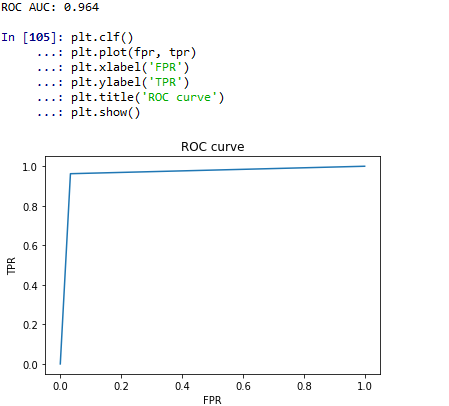 ROC AUC: 0.964
In [105]: plt.clf()
...: plt.plot(fpr, tpr)
...: plt.xlabel('FPR')
...: plt.ylabel('TPR')
...: plt.title('ROC curve')
...: plt.show()
ROC curve
1.0
0.8
0.6
0.4
0.2
0.0
TPR
0.0 0.2 0.4 0.6 0.8 1.0
FPR